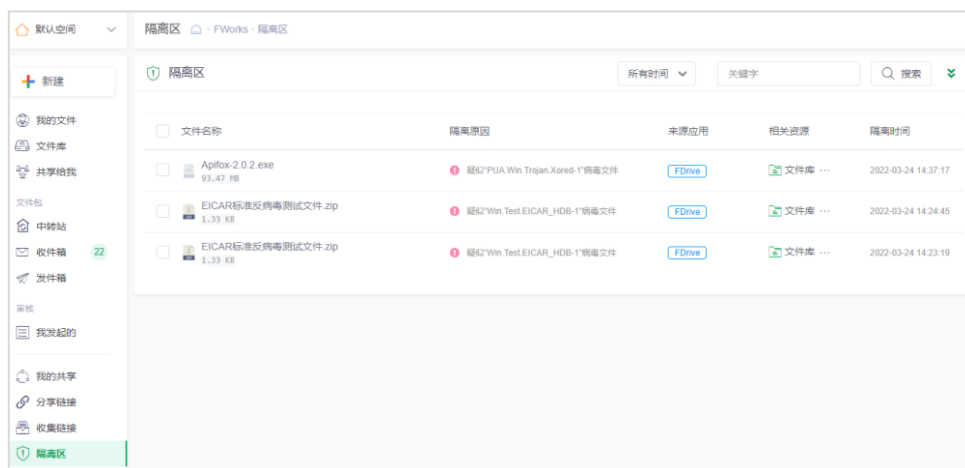 默认空间
隔离区 FWorks · 隔离区
新建
我的文件
文件库
共享给我
文件包
中转站
收件箱 22
发件箱
审核
我发起的
我的共享
分享链接
收集链接
隔离区
隔离区 所有时间 关键字 搜索
文件名称 隔离原因 来源应用 相关资源 隔离时间
Apifox-2.0.2.exe
93.47 MB
疑似"PUA.Win.Trojan.Xored-1"病毒文件 FDrive 文件库 ··· 2022-03-24 14:37:17
EICAR标准反病毒测试文件.zip
1.33 KB
疑似"Win.Test.EICAR_HDB-1"病毒文件 FDrive 文件库 ··· 2022-03-24 14:24:45
EICAR标准反病毒测试文件.zip
1.33 KB
疑似"Win.Test.EICAR_HDB-1"病毒文件 FDrive 文件库 ··· 2022-03-24 14:23:19